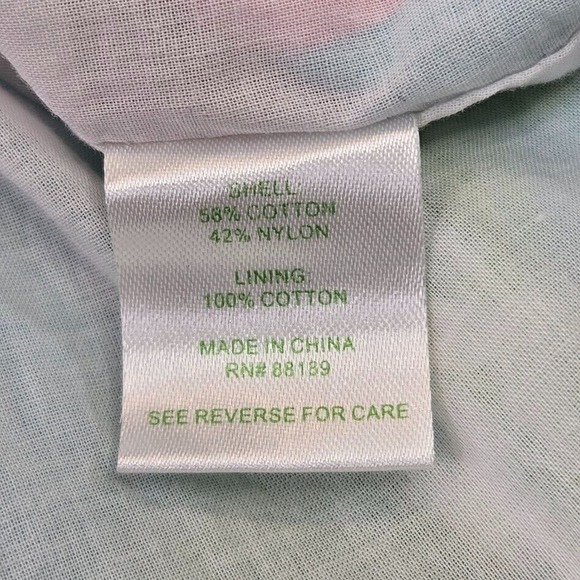 SHELL:
58% COTTON
42% NYLON
LINING:
100% COTTON
MADE IN CHINA
RN# 88189
SEE REVERSE FOR CARE